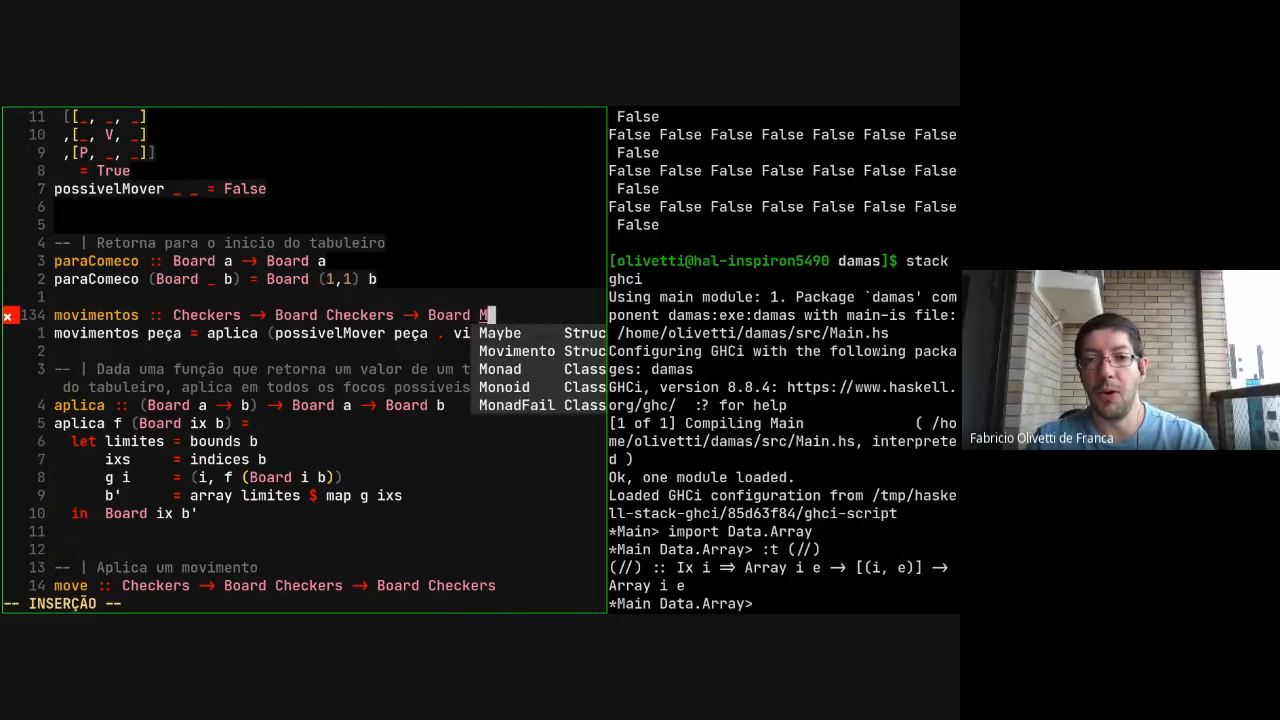 11 [[_, _, _]
10 ,[_, V, _]
9 ,[P, _, _]]
8 = True
7 possivelMover _ _ = False
6
5
4 -- | Retorna para o inicio do tabuleiro
3 paraComeco :: Board a → Board a
2 paraComeco (Board _ b) = Board (1,1) b
1
x 134 movimentos :: Checkers → Board Checkers → Board M
1 movimentos peça = aplica (possivelMover peça . vi
2
3 -- | Dada uma função que retorna um valor de um t
do tabuleiro, aplica em todos os focos possiveis
4 aplica :: (Board a → b) → Board a → Board b
5 aplica f (Board ix b) =
6 let limites = bounds b
7 ixs = indices b
8 g i = (i, f (Board i b))
9 b' = array limites $ map g ixs
10 in Board ix b'
11
12
13 -- | Aplica um movimento
14 move :: Checkers → Board Checkers → Board Checkers
-- INSERÇÃO --
Maybe Struc
Movimento Struc
Monad Class
Monoid Class
MonadFail Class
False
False False False False False False False
False
False False False False False False False
False
False False False False False False False
False
[olivetti@hal-inspiron5490 damas]$ stack
ghci
Using main module: 1. Package `damas' com
ponent damas:exe:damas with main-is file:
/home/olivetti/damas/src/Main.hs
Configuring GHCi with the following packa
ges: damas
GHCi, version 8.8.4: https://www.haskell.
org/ghc/ :? for help
[1 of 1] Compiling Main ( /ho
me/olivetti/damas/src/Main.hs, interprete
d )
Ok, one module loaded.
Loaded GHCi configuration from /tmp/haske
ll-stack-ghci/85d63f84/ghci-script
*Main> import Data.Array
*Main Data.Array> :t (//)
(//) :: Ix i ⇒ Array i e → [(i, e)] →
Array i e
*Main Data.Array>
Fabricio Olivetti de Franca